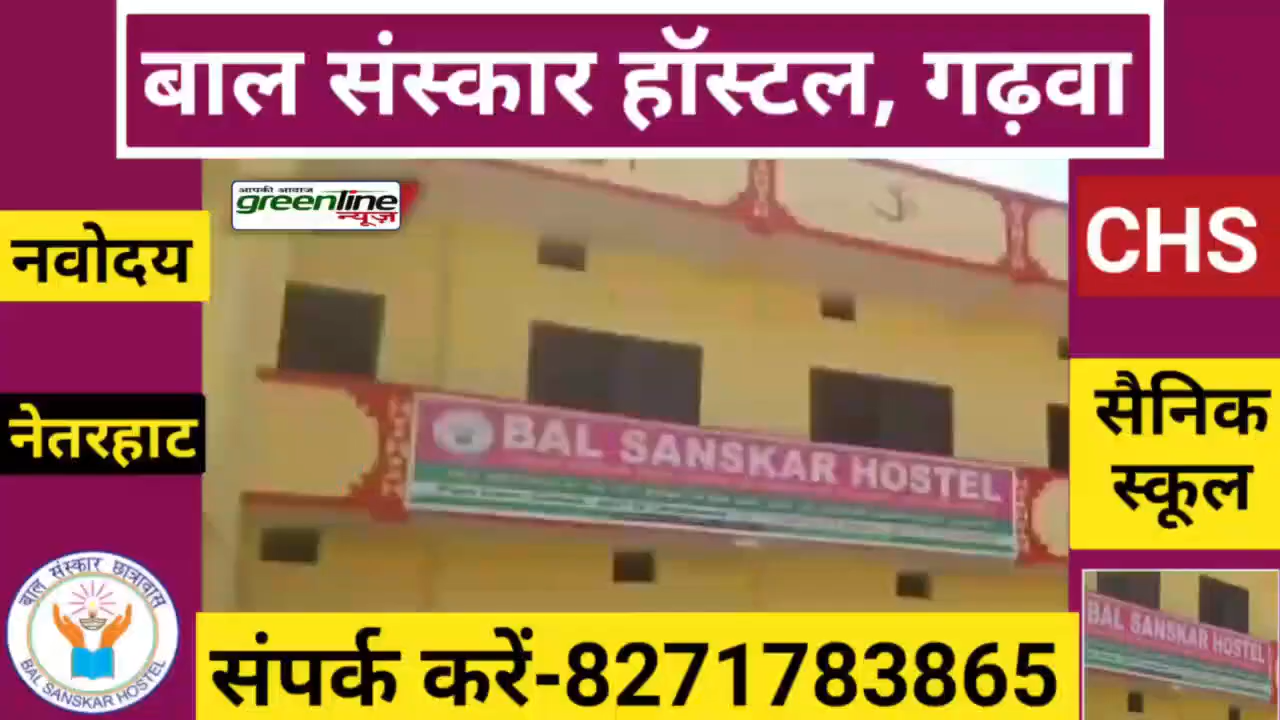 बाल संस्कार हॉस्टल, गढ़वा
आपकी आवाज
greenline
न्यूज़
नवोदय
CHS
नेतरहाट
सैनिक
स्कूल
BAL SANSKAR HOSTEL
बाल संस्कार छात्रावास
BAL SANSKAR HOSTEL
संपर्क करें-8271783865
BAL SANSKAR HOSTEL